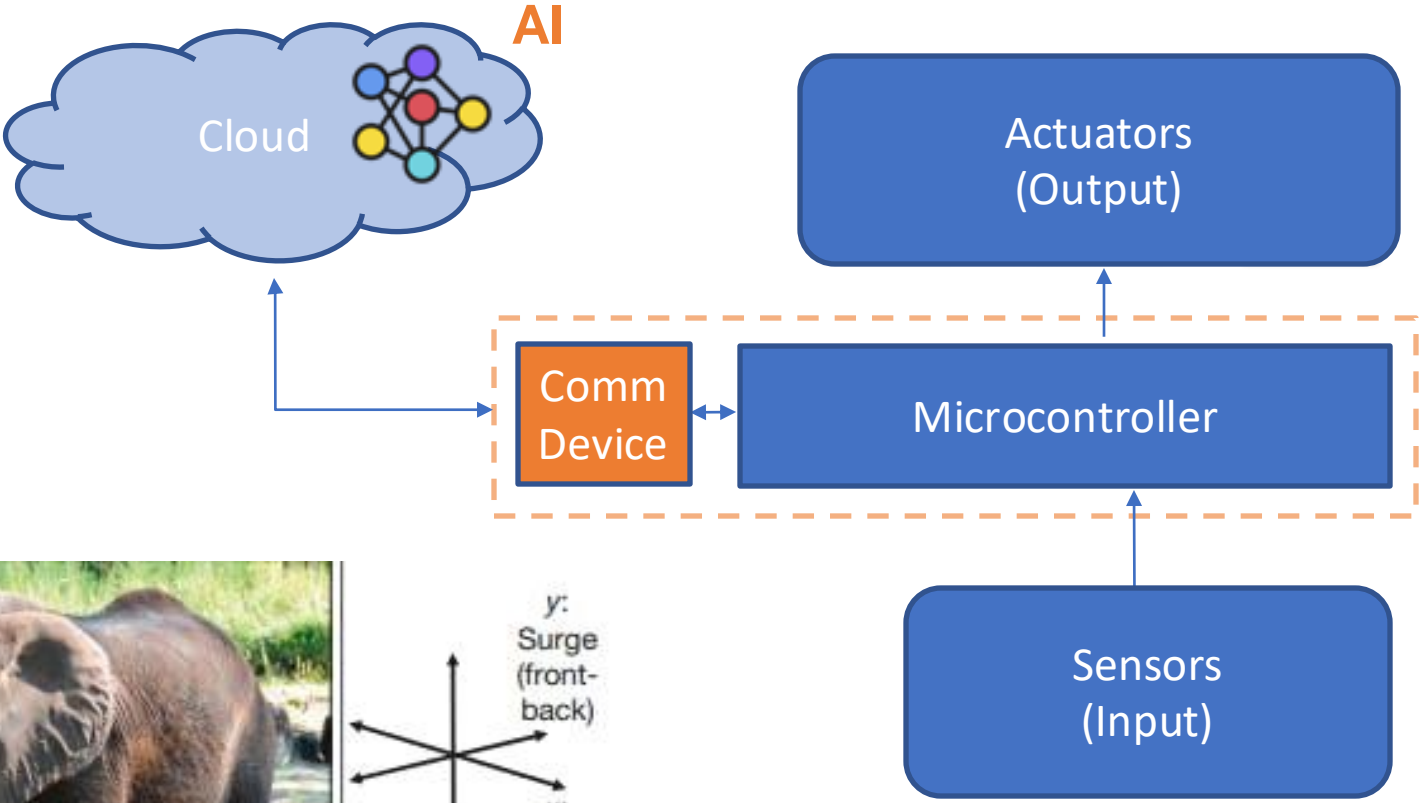 AI
Cloud
Actuators
(Output)
Comm
Device
Microcontroller
y:
Surge
(front-
back)
Sensors
(Input)